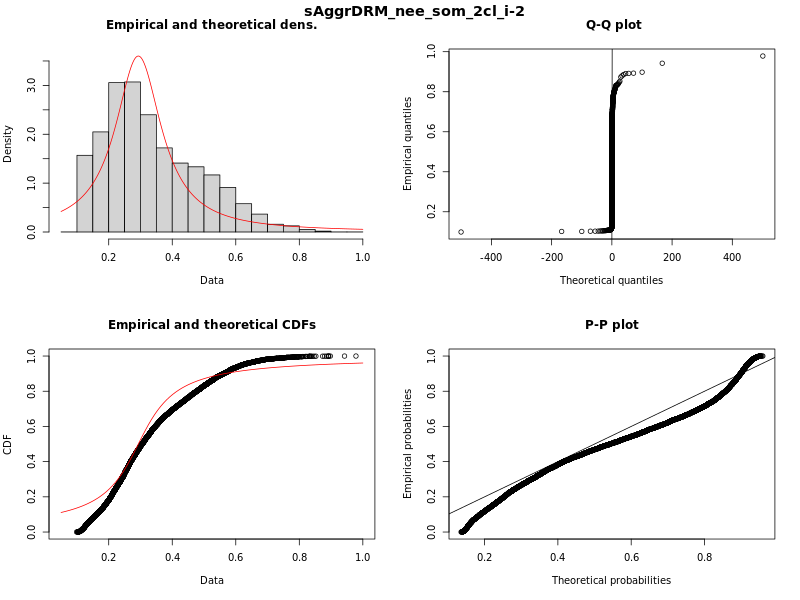 sAggrDRM_nee_som_2cl_i-2
Empirical and theoretical dens.
Density
0.0 1.0 2.0 3.0
0.2 0.4 0.6 0.8 1.0
Data
Q-Q plot
Empirical quantiles
0.2 0.4 0.6 0.8 1.0
-400 -200 0 200 400
Theoretical quantiles
Empirical and theoretical CDFs
CDF
0.0 0.2 0.4 0.6 0.8 1.0
0.2 0.4 0.6 0.8 1.0
Data
P-P plot
Empirical probabilities
0.0 0.2 0.4 0.6 0.8 1.0
0.2 0.4 0.6 0.8
Theoretical probabilities